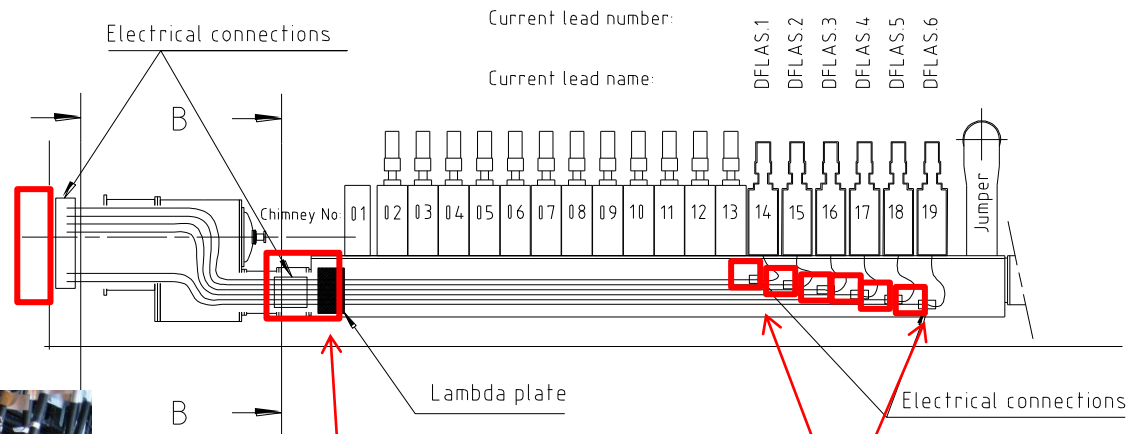 Current lead number:
Electrical connections
DFLAS.1
DFLAS.2
DFLAS.3
DFLAS.4
DFLAS.5
DFLAS.6
Current lead name:
B
Chimney No:
01
02
03
04
05
06
07
08
09
10
11
12
13
14
15
16
17
18
19
Jumper
Lambda plate
Electrical connections
B